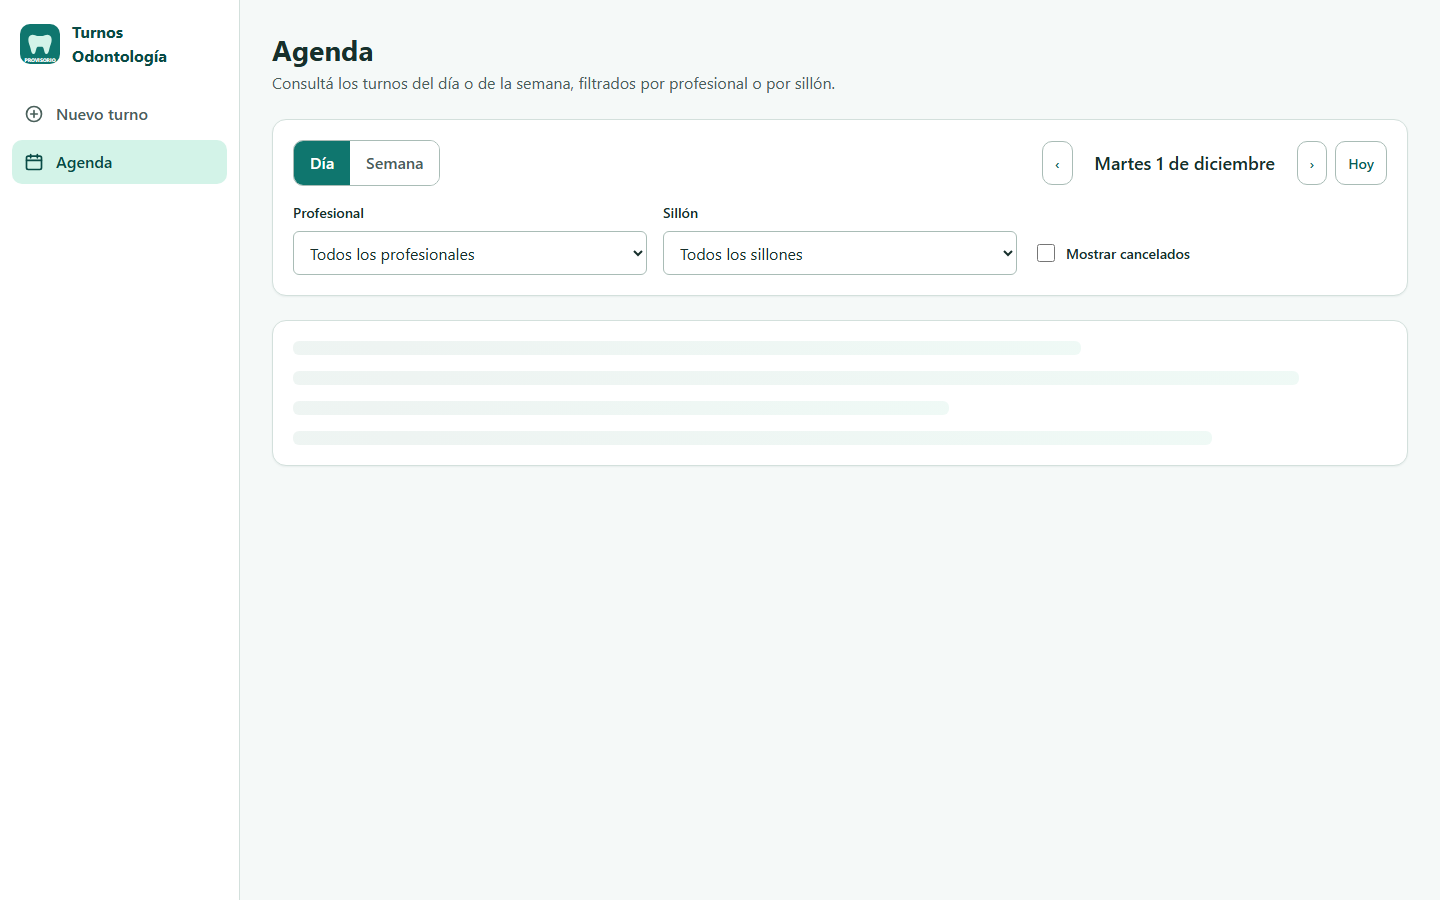 Turnos
Odontología
PROVISORIO
Nuevo turno
Agenda
Agenda
Consultá los turnos del día o de la semana, filtrados por profesional o por sillón.
Día
Semana
‹
Martes 1 de diciembre
›
Hoy
Profesional
Sillón
Todos los profesionales
Todos los sillones
Mostrar cancelados